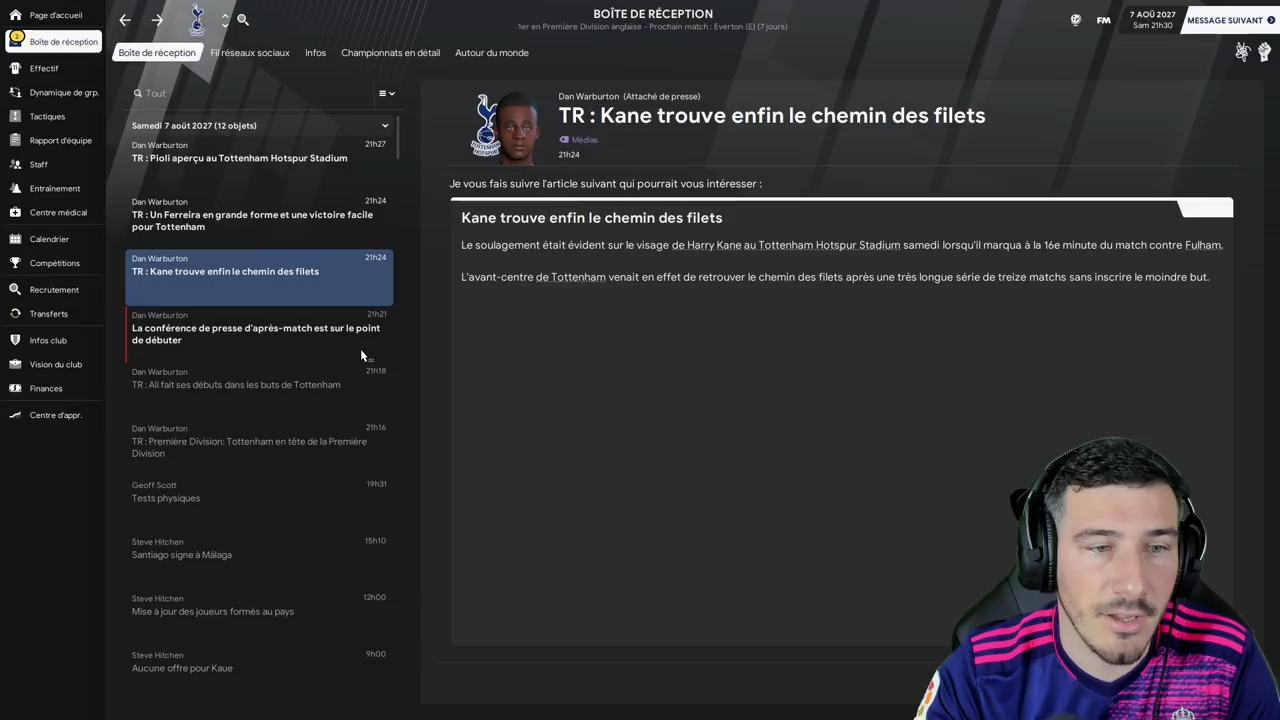 Page d'accueil
2
Boîte de réception
Effectif
Dynamique de grp.
Tactiques
Rapport d'équipe
Staff
Entraînement
Centre médical
Calendrier
Compétitions
Recrutement
Transferts
Infos club
Vision du club
Finances
Centre d'appr.
BOÎTE DE RÉCEPTION
1er en Première Division anglaise - Prochain match : Everton (E) (7 jours)
FM
7 AOÛ 2027
Sam 21h30
MESSAGE SUIVANT
Boîte de réception
Fil réseaux sociaux
Infos
Championnats en détail
Autour du monde
Tout
Samedi 7 août 2027 (12 objets)
Dan Warburton 21h27
TR : Pioli aperçu au Tottenham Hotspur Stadium
Dan Warburton 21h24
TR : Un Ferreira en grande forme et une victoire facile
pour Tottenham
Dan Warburton 21h24
TR : Kane trouve enfin le chemin des filets
Dan Warburton 21h21
La conférence de presse d'après-match est sur le point
de débuter
Dan Warburton 21h18
TR : Ali fait ses débuts dans les buts de Tottenham
Dan Warburton 21h16
TR : Première Division: Tottenham en tête de la Première
Division
Geoff Scott 19h31
Tests physiques
Steve Hitchen 15h10
Santiago signe à Málaga
Steve Hitchen 12h00
Mise à jour des joueurs formés au pays
Steve Hitchen 9h00
Aucune offre pour Kaue
Dan Warburton (Attaché de presse)
TR : Kane trouve enfin le chemin des filets
Médias
21h24
Je vous fais suivre l'article suivant qui pourrait vous intéresser :
Kane trouve enfin le chemin des filets
Le soulagement était évident sur le visage de Harry Kane au Tottenham Hotspur Stadium samedi lorsqu'il marqua à la 16e minute du match contre Fulham.
L'avant-centre de Tottenham venait en effet de retrouver le chemin des filets après une très longue série de treize matchs sans inscrire le moindre but.